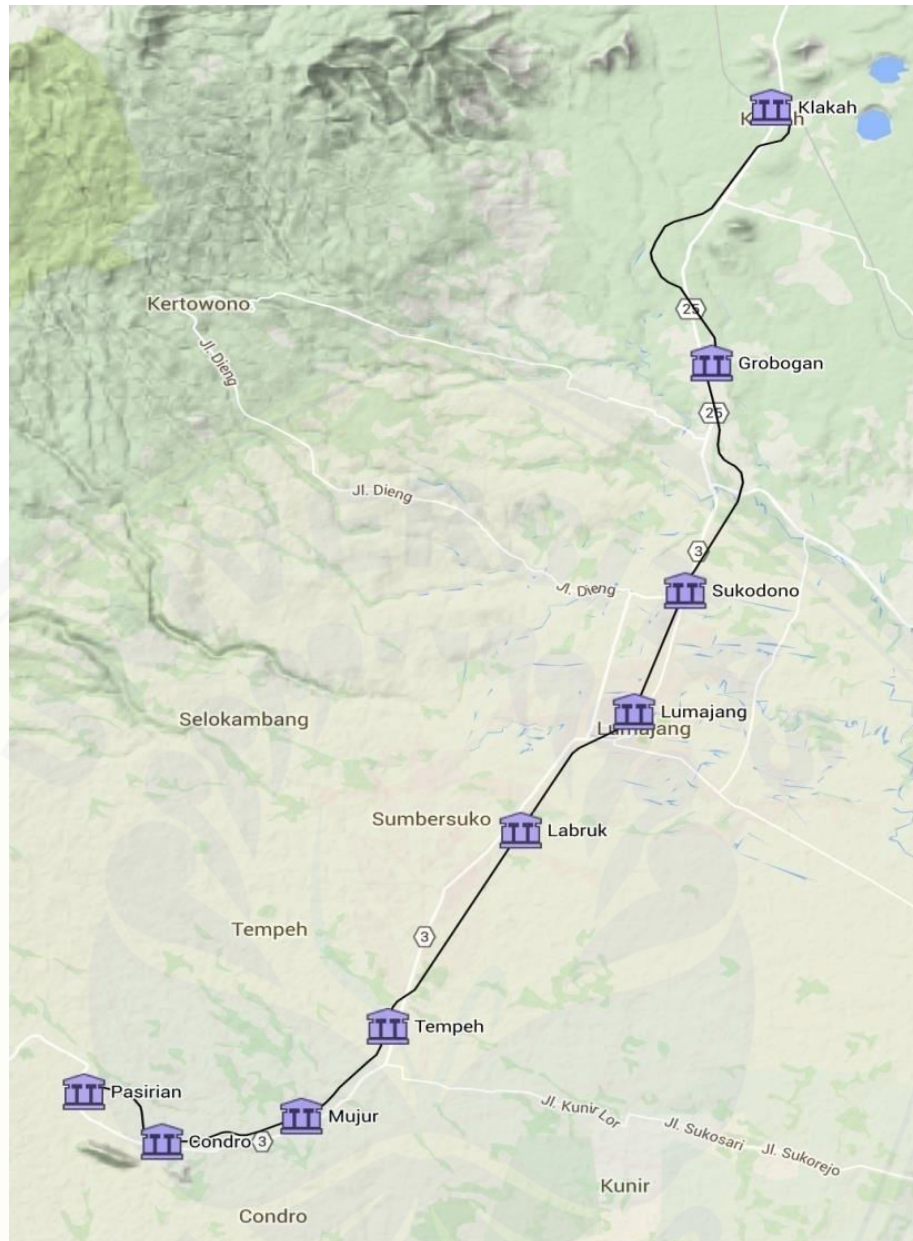 Klakah
Kertowono
25
Jl. Dieng
Grobogan
25
Jl. Dieng
3
Jl. Dieng
Sukodono
Selokambang
Lumajang
Lumajang
Sumbersuko
Labruk
Tempeh
3
Tempeh
Pasirian
Jl. Kunir Lor
Mujur
Condro
3
Jl. Sukosari
Jl. Sukorejo
Kunir
Condro